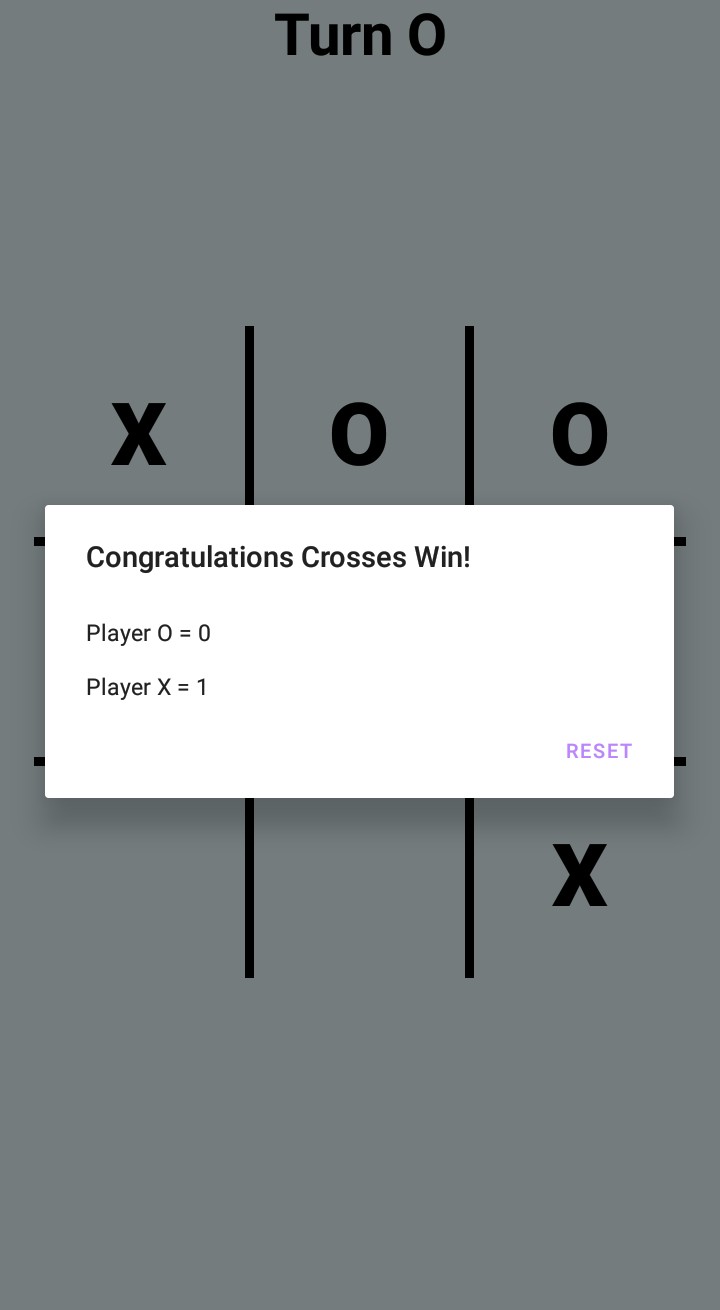 Turn O
X O O
Congratulations Crosses Win!
Player O = 0
Player X = 1
RESET
X